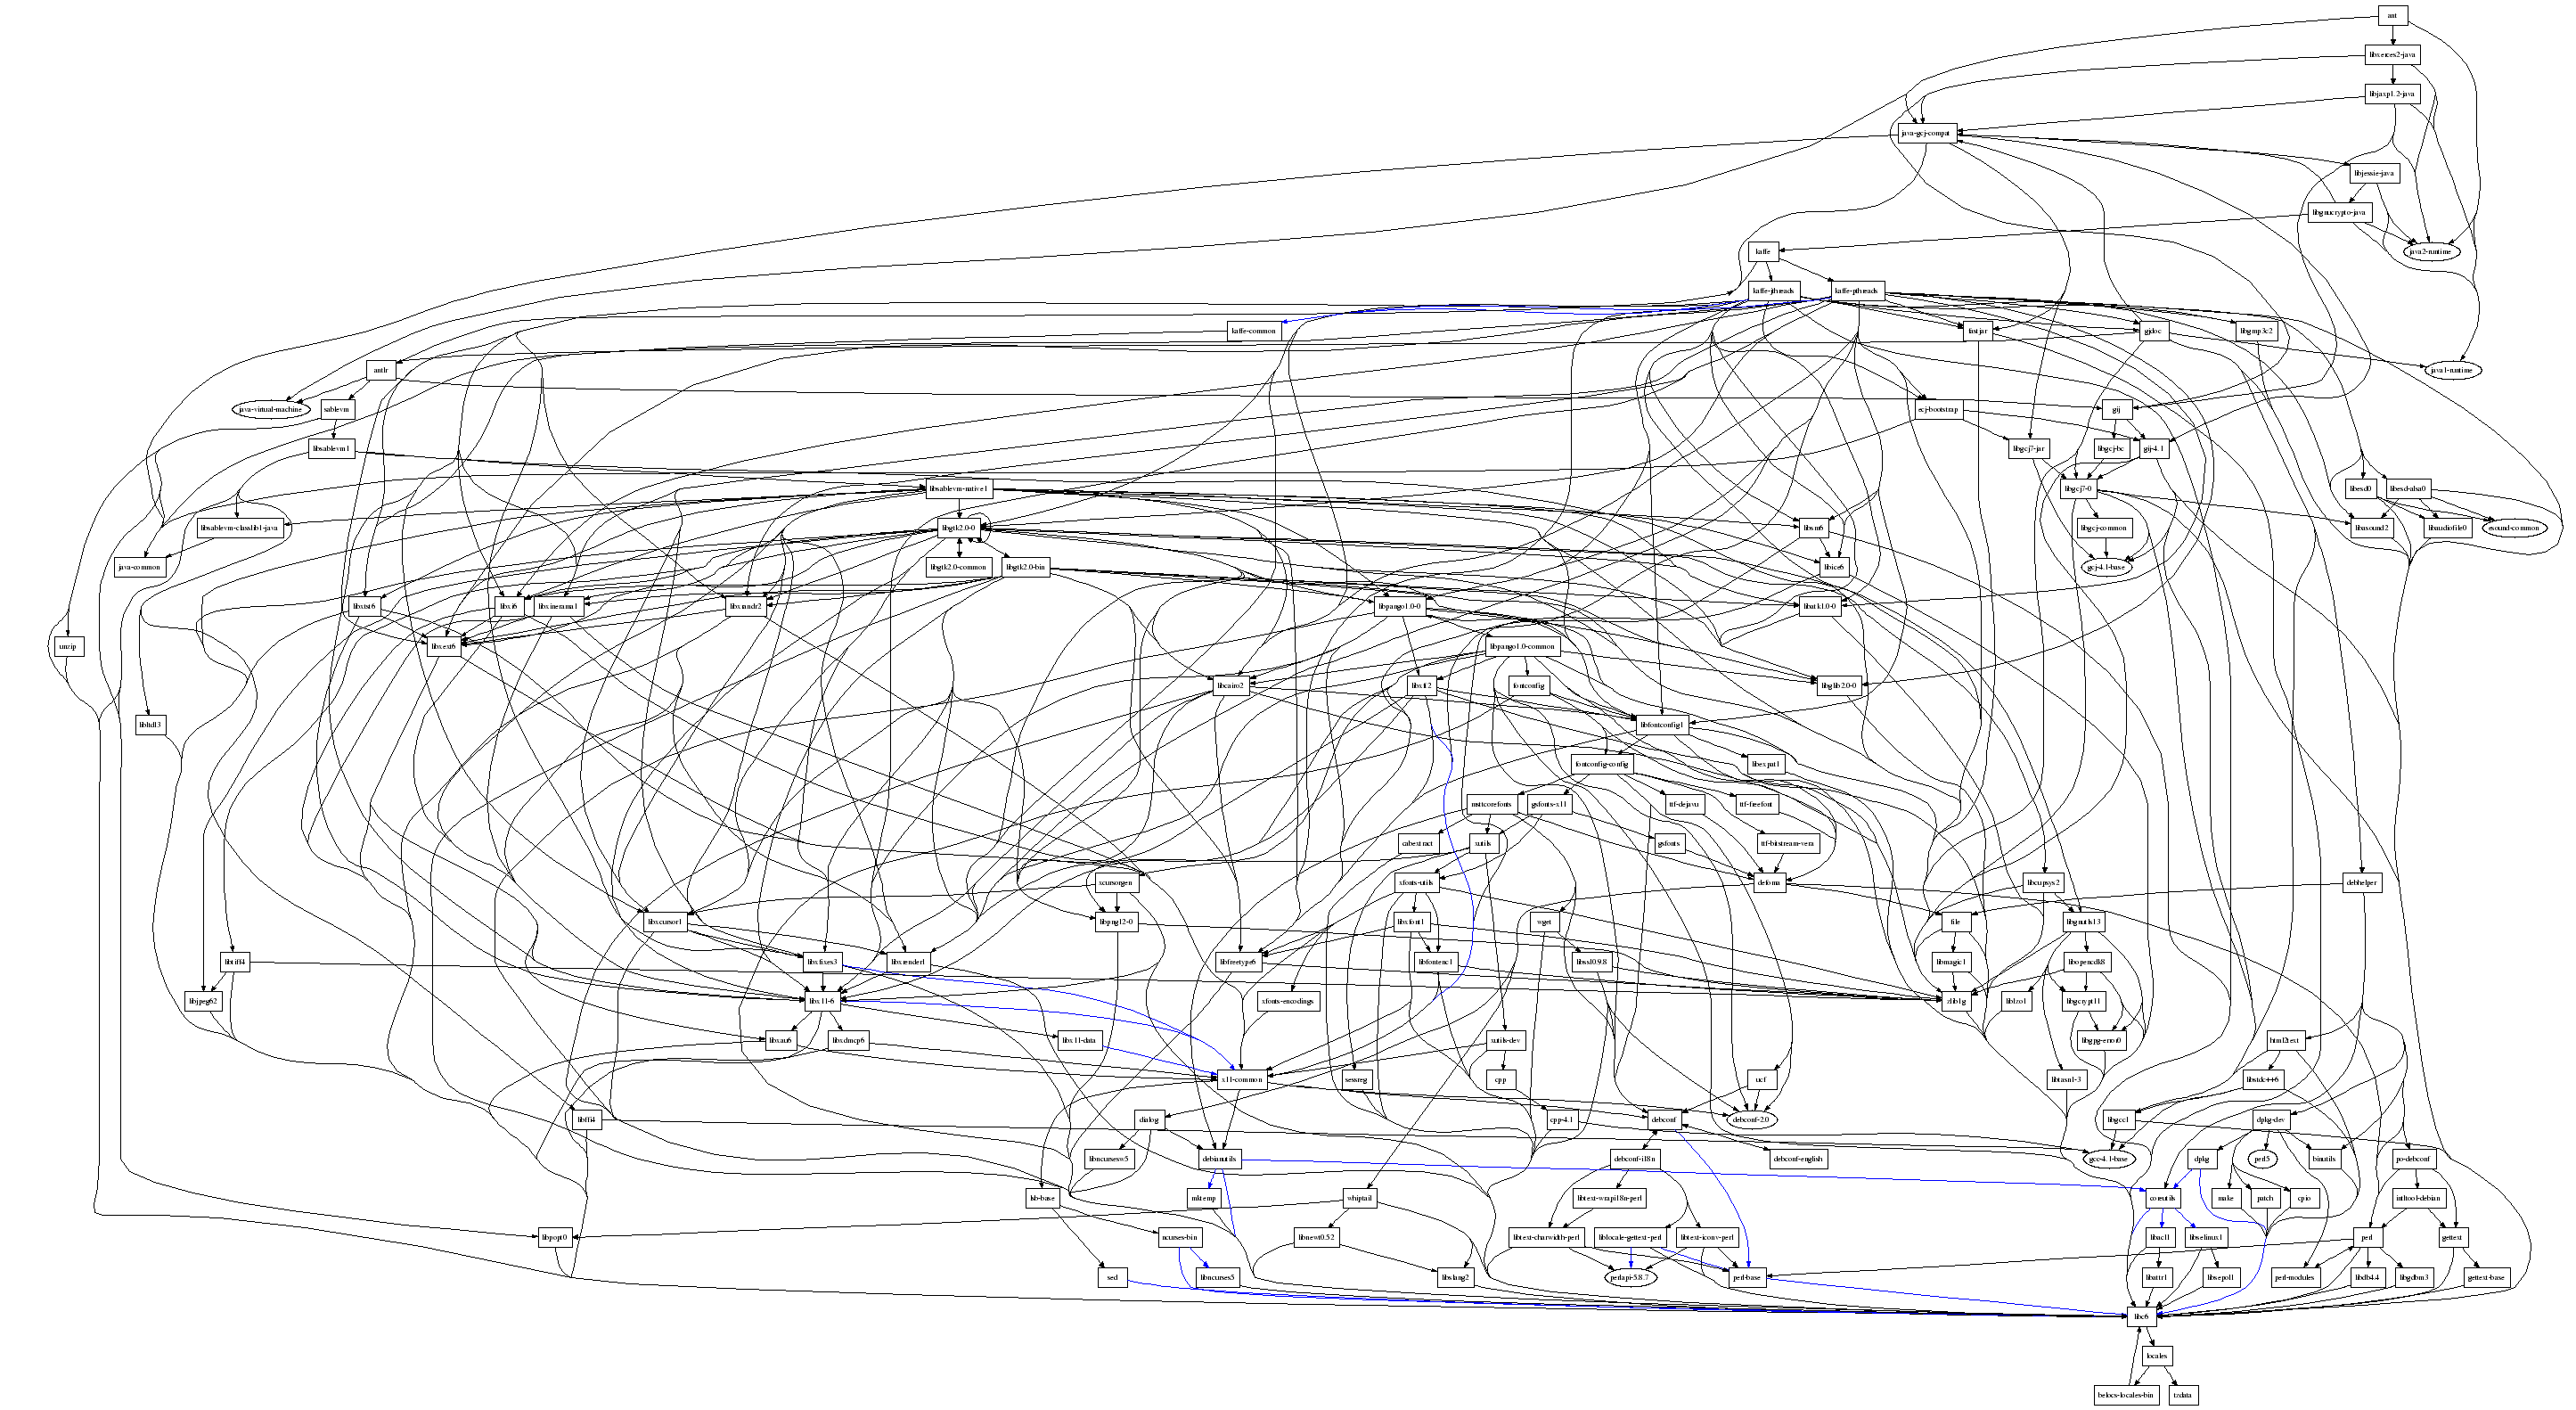 ant
libxerces2-java
libjaxp1.2-java
java-gcj-compat
libjessie-java
libgnucrypto-java
java2-runtime
kaffe
kaffe-jthreads
kaffe-pthreads
kaffe-common
fastjar
gjdoc
libgmp3c2
antlr
java1-runtime
java-virtual-machine
sablevm
ecj-bootstrap
gij
libsablevm1
libgcj7-jar
libgcj-bc
gij-4.1
libsablevm-native1
libgcj7-0
libesd0
libesd-alsa0
libsablevm-classlib1-java
libgtk2.0-0
libsm6
libgcj-common
libasound2
libaudiofile0
esound-common
java-common
libgtk2.0-common
libgtk2.0-bin
libice6
gcj-4.1-base
libxtst6
libxi6
libxinerama1
libxrandr2
libpango1.0-0
libatk1.0-0
unzip
libxext6
libpango1.0-common
libcairo2
libxft2
fontconfig
libglib2.0-0
libltdl3
libfontconfig1
fontconfig-config
libexpat1
msttcorefonts
gsfonts-x11
ttf-dejavu
ttf-freefont
cabextract
xutils
gsfonts
ttf-bitstream-vera
xcursorgen
xfonts-utils
defoma
libcupsys2
debhelper
libxcursor1
libpng12-0
libxfont1
wget
file
libgnutls13
libtiff4
libxfixes3
libxrender1
libfreetype6
libfontenc1
libssl0.9.8
libmagic1
libopencdk8
libjpeg62
libx11-6
xfonts-encodings
zlib1g
liblzo1
libgcrypt11
libxau6
libxdmcp6
libx11-data
xutils-dev
libgpg-error0
html2text
x11-common
sessreg
cpp
ucf
libtasn1-3
libstdc++6
libffi4
dialog
cpp-4.1
debconf
debconf-2.0
libgcc1
dpkg-dev
libncursesw5
debianutils
debconf-i18n
debconf-english
gcc-4.1-base
dpkg
perl5
binutils
po-debconf
kb-base
mktemp
whiptail
libtext-wrapi18n-perl
coreutils
make
patch
cpio
intltool-debian
libpopt0
ncurses-bin
libnewt0.52
libtext-charwidth-perl
liblocale-gettext-perl
libtext-iconv-perl
libacl1
libselinux1
perl
gettext
sed
libncurses5
libslang2
perlapi-5.8.7
perl-base
libattr1
libsepol1
perl-modules
libdb4.4
libgdbm3
gettext-base
libc6
locales
belocs-locales-bin
tzdata